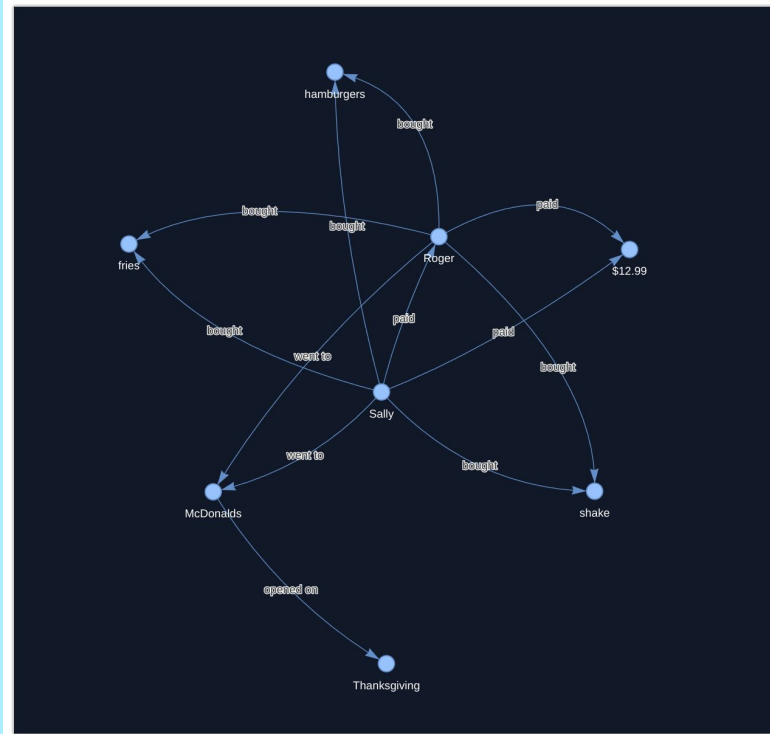 hamburgers
bought
bought
paid
bought
fries
Roger
$12.99
paid
bought
paid
went to
bought
Sally
went to
bought
McDonalds
shake
opened on
Thanksgiving